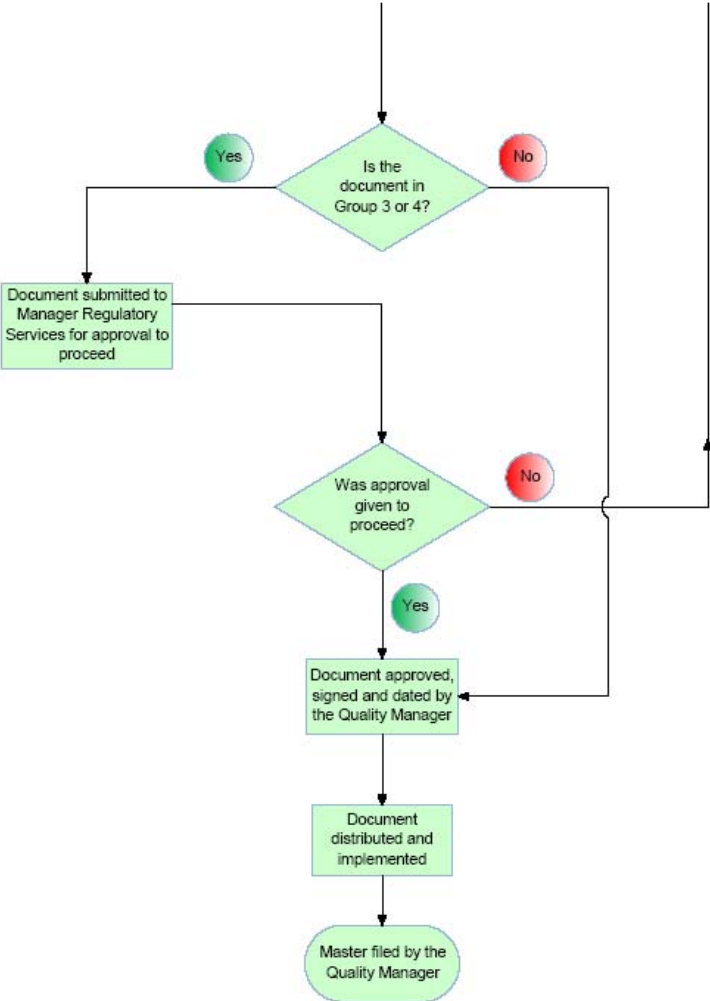 Yes
Is the
document in
Group 3 or 4?
No
Document submitted to
Manager Regulatory
Services for approval to
proceed
Was approval
given to
proceed?
No
Yes
Document approved,
signed and dated by
the Quality Manager
Document
distributed and
implemented
Master filed by the
Quality Manager